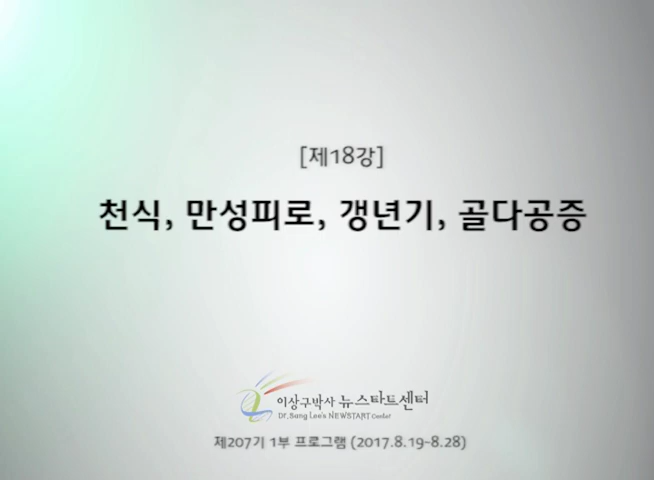 [제18강]
천식, 만성피로, 갱년기, 골다공증
이상구박사 뉴스타트센터
Dr. Sang Lee's NEWSTART Center
제207기 1부 프로그램 (2017.8.19~8.28)